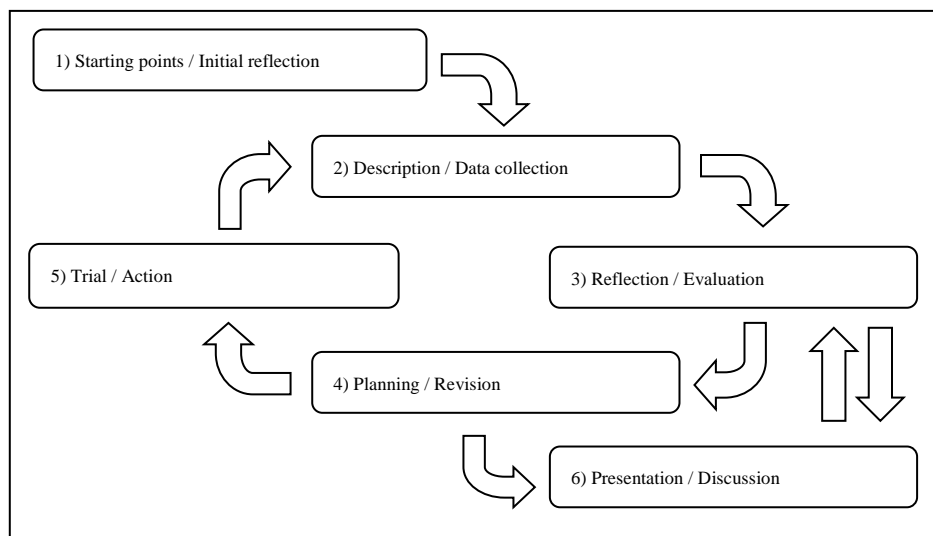 1) Starting points / Initial reflection
2) Description / Data collection
5) Trial / Action
3) Reflection / Evaluation
4) Planning / Revision
6) Presentation / Discussion